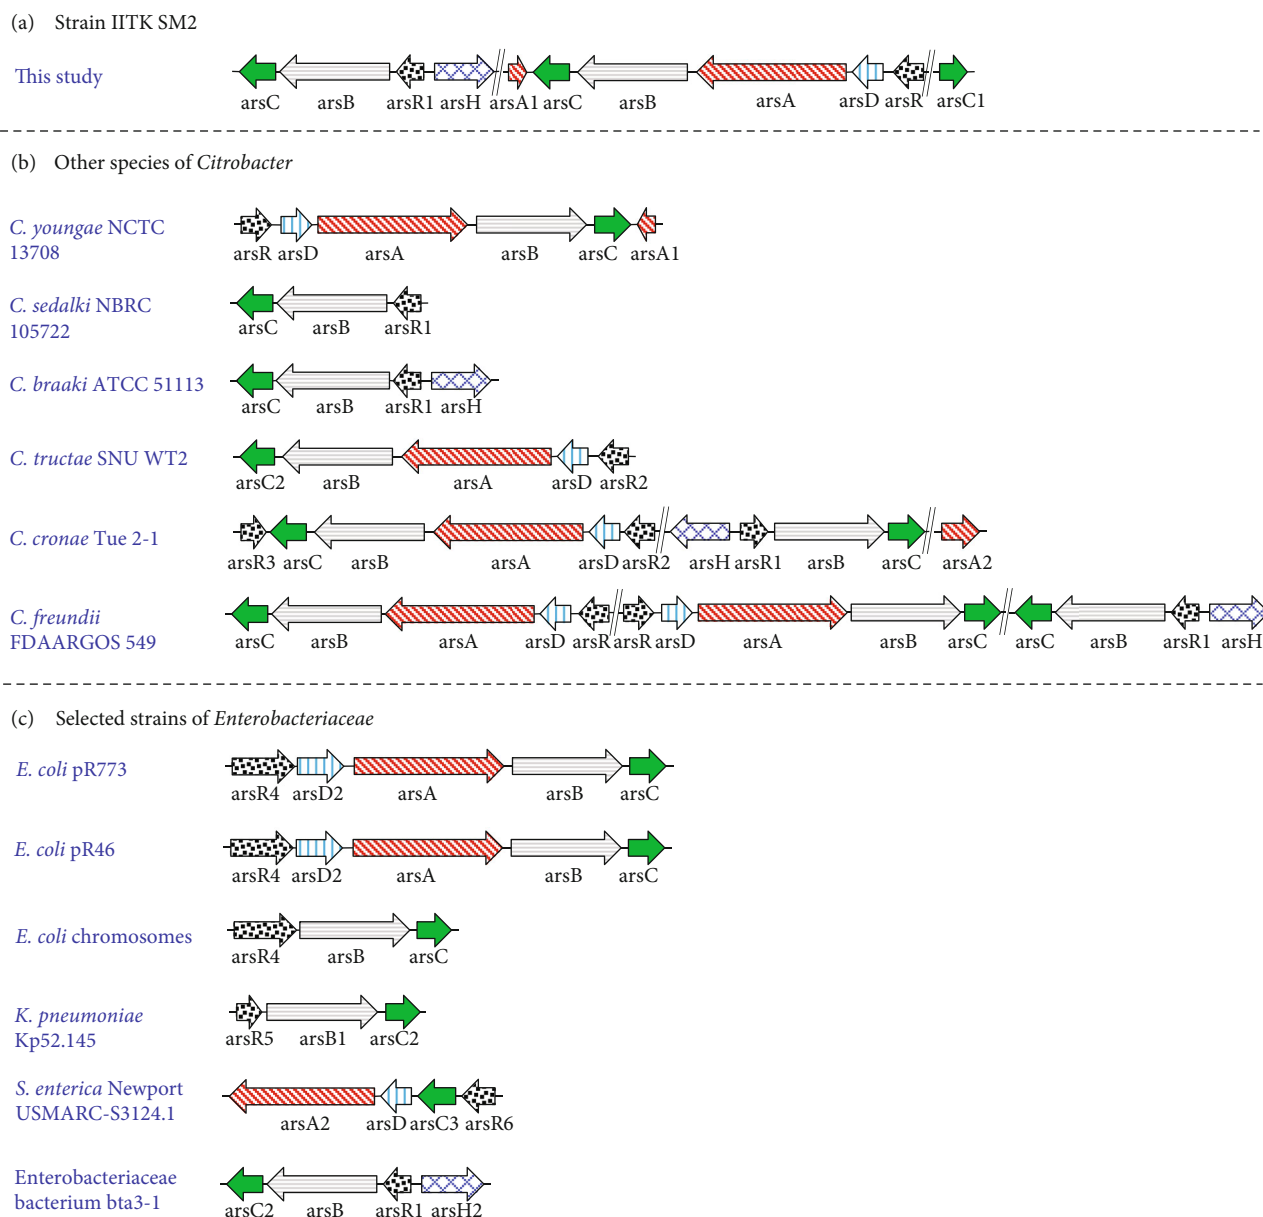 (a) Strain IITK SM2
This study
arsC arsB arsR1 arsH arsA1 arsC arsB arsA arsD arsR arsC1
(b) Other species of Citrobacter
C. youngae NCTC
13708
arsR arsD arsA arsB arsC arsA1
C. sedalki NBRC
105722
arsC arsB arsR1
C. braaki ATCC 51113
arsC arsB arsR1 arsH
C. tructae SNU WT2
arsC2 arsB arsA arsD arsR2
C. cronae Tue 2-1
arsR3 arsC arsB arsA arsD arsR2 arsH arsR1 arsB arsC arsA2
C. freundii
FDAARGOS 549
arsC arsB arsA arsD arsR arsR arsD arsA arsB arsC arsC arsB arsR1 arsH
(c) Selected strains of Enterobacteriaceae
E. coli pR773
arsR4 arsD2 arsA arsB arsC
E. coli pR46
arsR4 arsD2 arsA arsB arsC
E. coli chromosomes
arsR4 arsB arsC
K. pneumoniae
Kp52.145
arsR5 arsB1 arsC2
S. enterica Newport
USMARC-S3124.1
arsA2 arsD arsC3 arsR6
Enterobacteriaceae
bacterium bta3-1
arsC2 arsB arsR1 arsH2